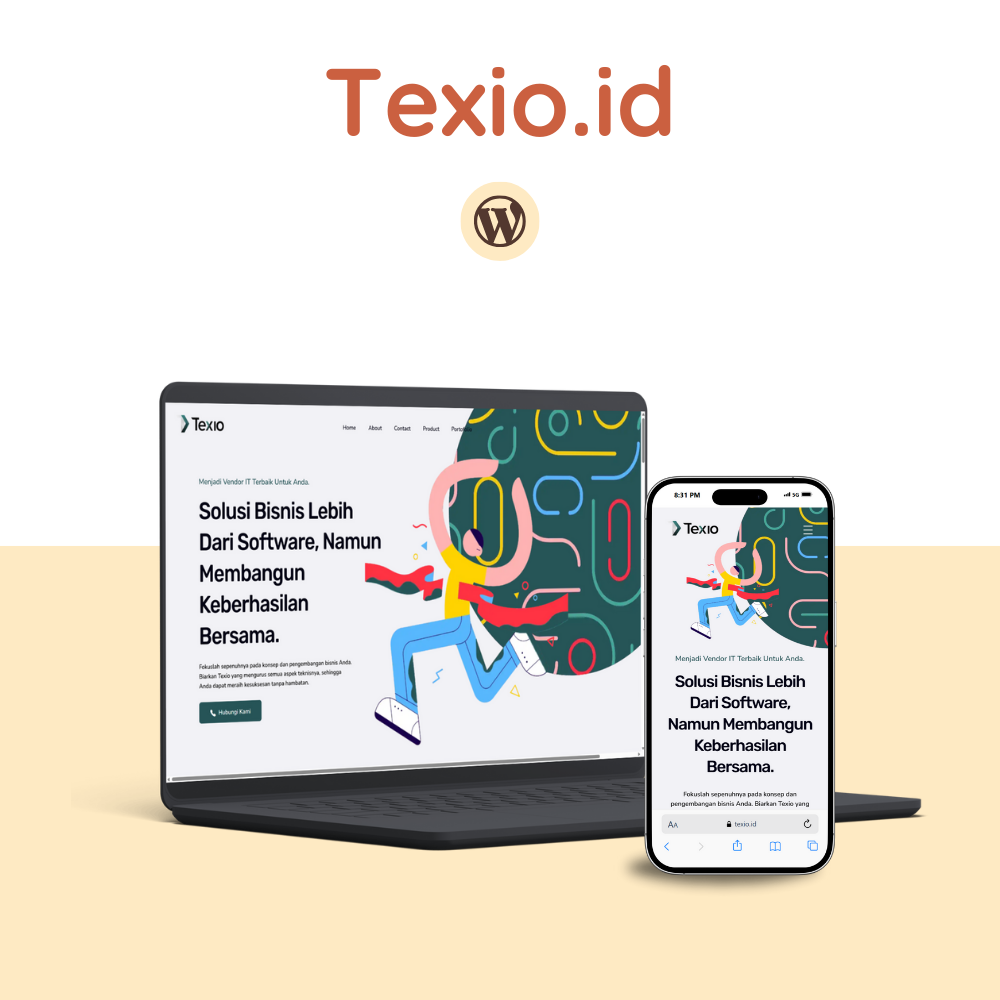 Texio.id
Texio
Home About Contact Product
Menjadi Vendor IT Terbaik Untuk Anda.
Solusi Bisnis Lebih
Dari Software, Namun
Membangun
Keberhasilan
Bersama.
Fokuslah sepenuhnya pada konsep dan pengembangan bisnis Anda.
Biarkan Texio yang mengurus semua aspek teknisnya, sehingga
Anda dapat meraih kesuksesan tanpa hambatan.
Hubungi Kami
8:31 PM 5G
Texio
Menjadi Vendor IT Terbaik Untuk Anda.
Solusi Bisnis Lebih
Dari Software,
Namun Membangun
Keberhasilan
Bersama.
Fokuslah sepenuhnya pada konsep dan
pengembangan bisnis Anda. Biarkan Texio yang
AA texio.id